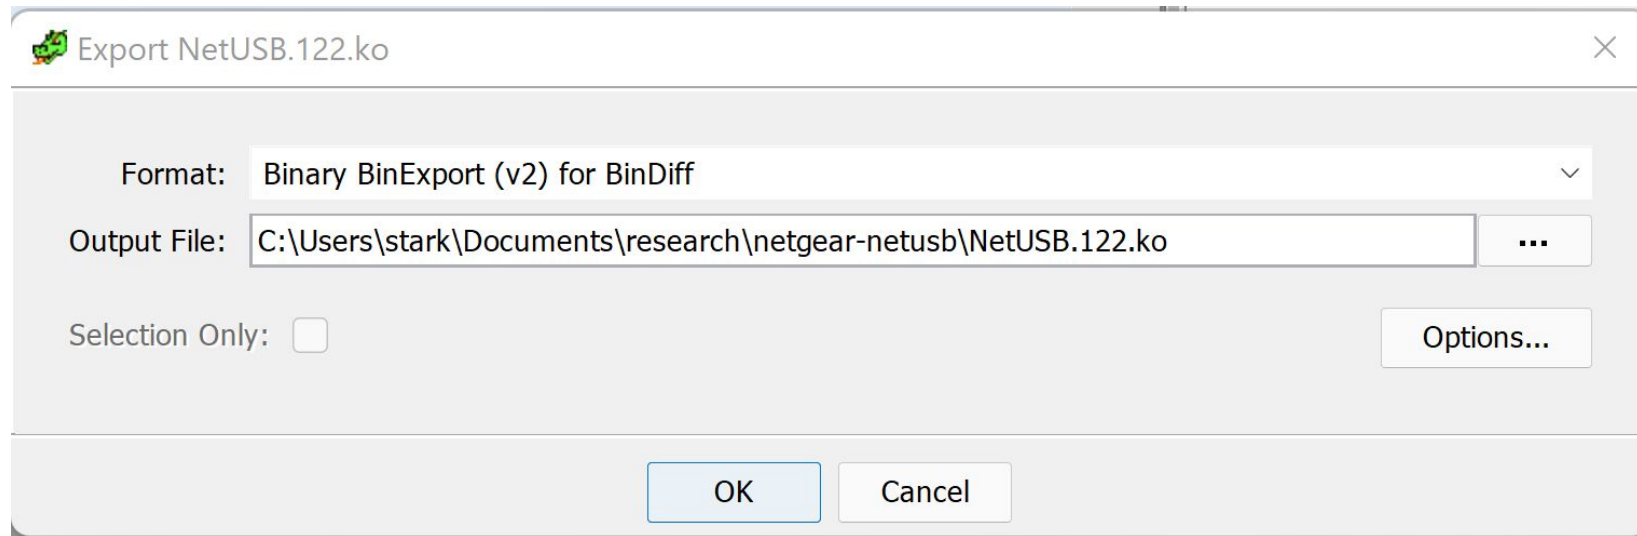 Export NetUSB.122.ko
Format: Binary BinExport (v2) for BinDiff
Output File: C:\Users\stark\Documents\research\netgear-netusb\NetUSB.122.ko ...
Selection Only:
Options...
OK Cancel